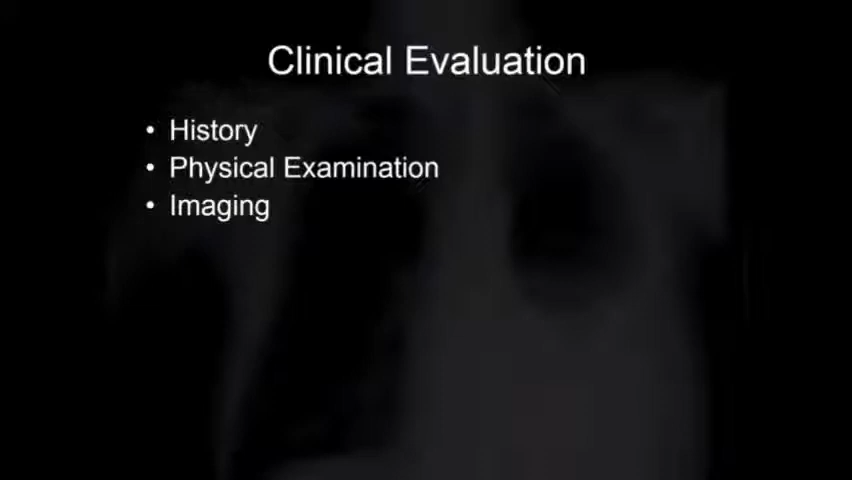 Clinical Evaluation
• History
• Physical Examination
• Imaging